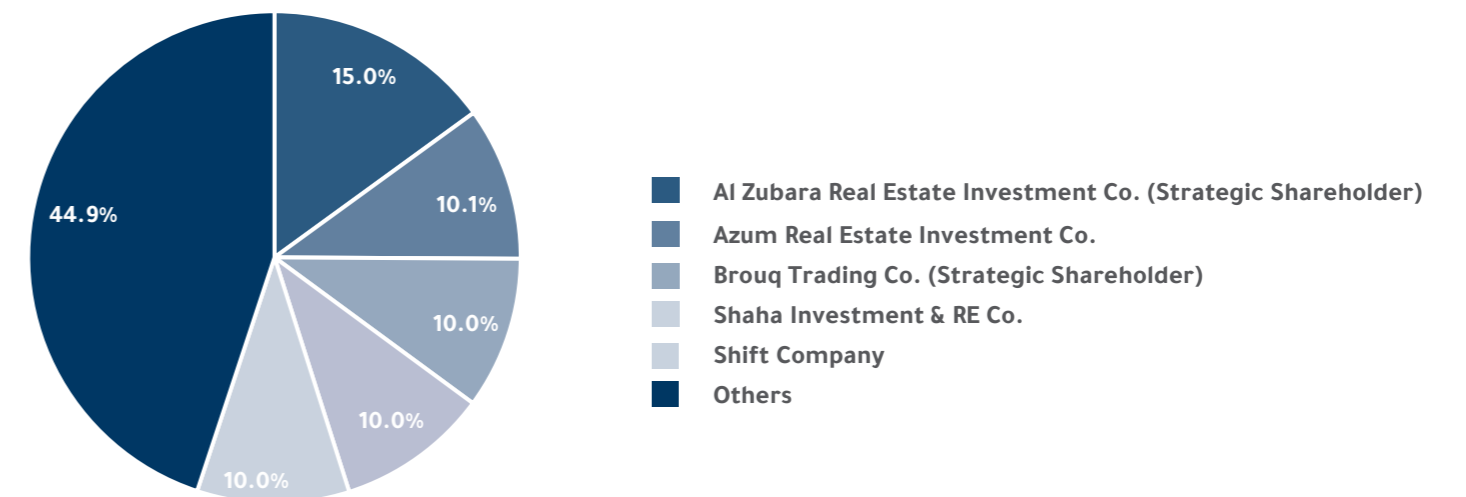 15.0%
10.1%
44.9%
10.0%
10.0%
10.0%
Al Zubara Real Estate Investment Co. (Strategic Shareholder)
Azum Real Estate Investment Co.
Brouq Trading Co. (Strategic Shareholder)
Shaha Investment & RE Co.
Shift Company
Others